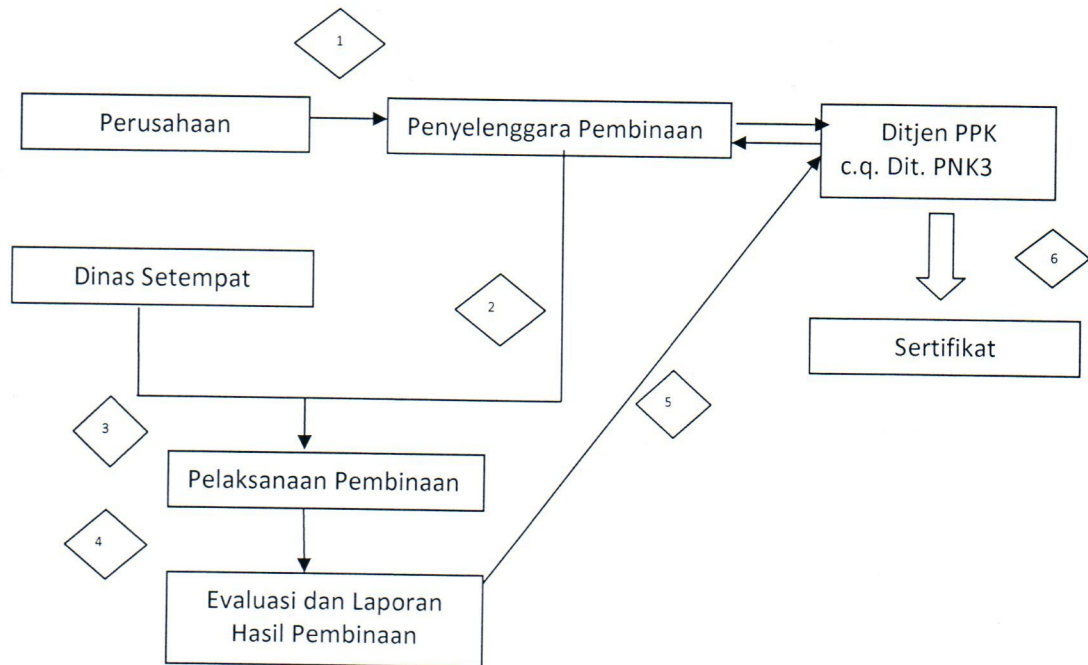 1
Perusahaan
Penyelenggara Pembinaan
Ditjen PPK
c.q. Dit. PNK3
Dinas Setempat
2
6
Sertifikat
3
5
Pelaksanaan Pembinaan
4
Evaluasi dan Laporan
Hasil Pembinaan